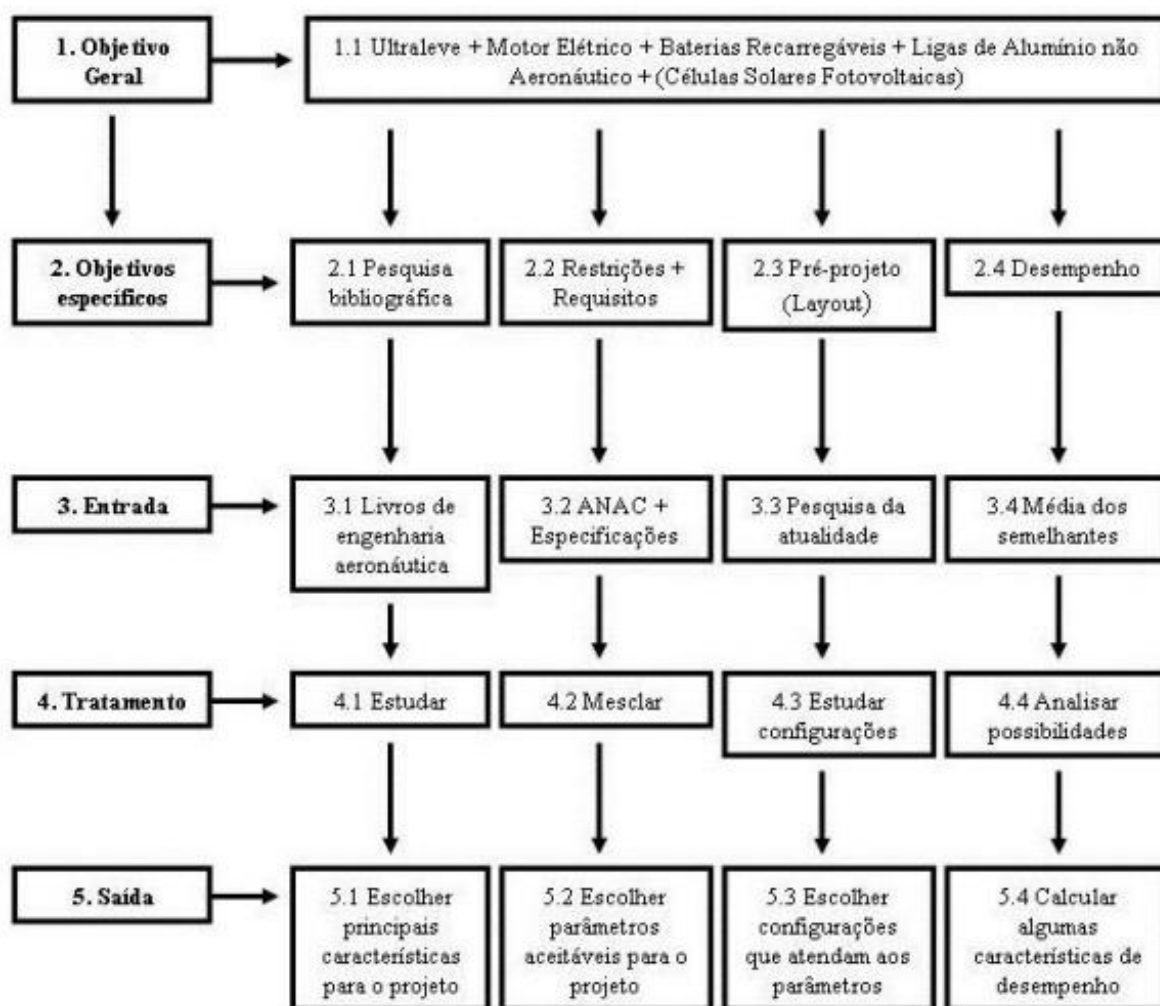 1. Objetivo
Geral
1.1 Ultraleve + Motor Elétrico + Baterias Recarregáveis + Ligas de Alumínio não
Aeronáutico + (Células Solares Fotovoltaicas)
2. Objetivos
específicos
2.1 Pesquisa
bibliográfica
2.2 Restrições +
Requisitos
2.3 Pré-projeto
(Layout)
2.4 Desempenho
3. Entrada
3.1 Livros de
engenharia
aeronáutica
3.2 ANAC +
Especificações
3.3 Pesquisa da
atualidade
3.4 Média dos
semelhantes
4. Tratamento
4.1 Estudar
4.2 Mesclar
4.3 Estudar
configurações
4.4 Analisar
possibilidades
5. Saída
5.1 Escolher
principais
características
para o projeto
5.2 Escolher
parâmetros
aceitáveis para o
projeto
5.3 Escolher
configurações
que atendam aos
parâmetros
5.4 Calcular
algumas
características de
desempenho